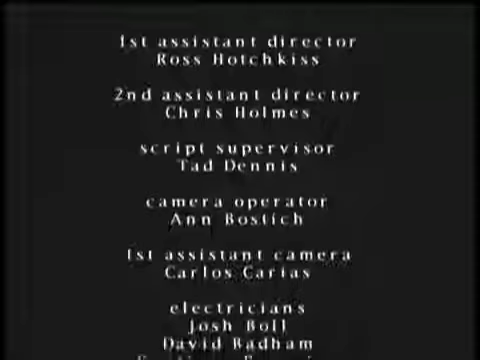 1st assistant director
Ross Hotchkiss
2nd assistant director
Chris Holmes
script supervisor
Tad Dennis
camera operator
Ann Bostich
1st assistant camera
Carlos Carias
electricians
Josh Boll
David Badham